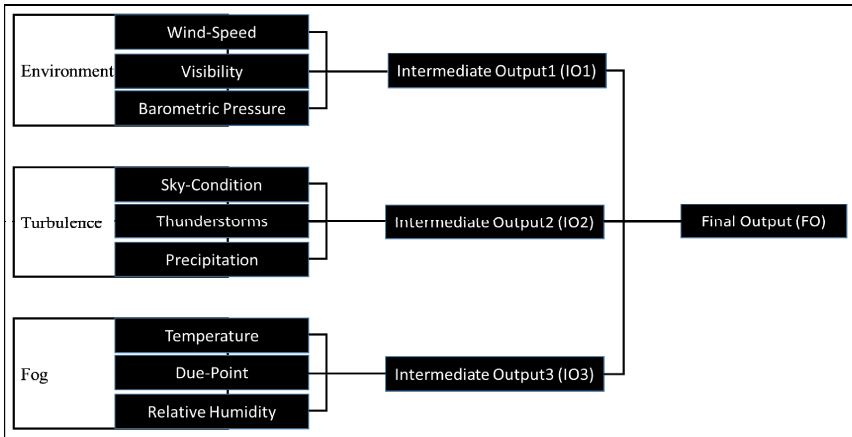 Environment
Wind-Speed
Visibility
Barometric Pressure
Intermediate Output1 (IO1)
Turbulence
Sky-Condition
Thunderstorms
Precipitation
Intermediate Output2 (IO2)
Final Output (FO)
Fog
Temperature
Due-Point
Relative Humidity
Intermediate Output3 (IO3)